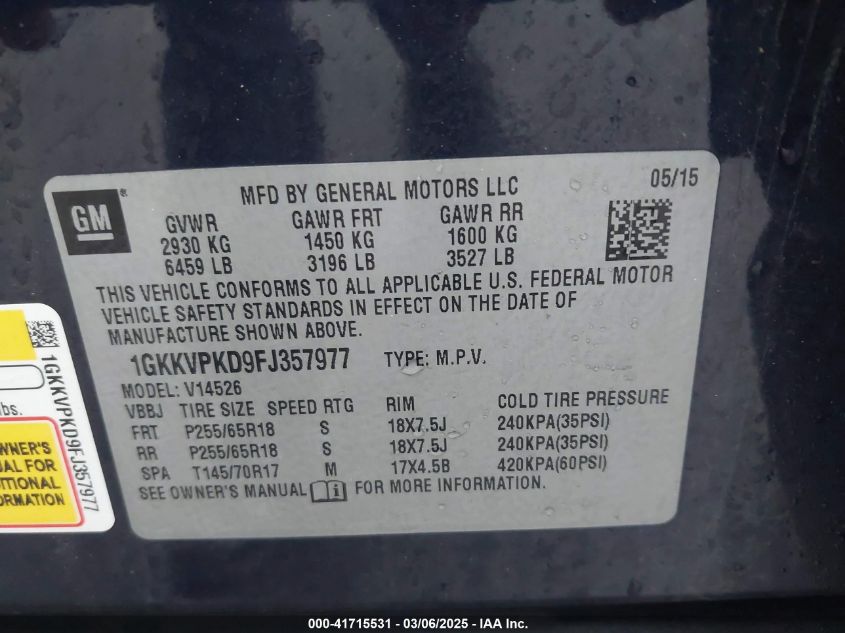 GM
MFD BY GENERAL MOTORS LLC 05/15
GVWR GAWR FRT GAWR RR
2930 KG 1450 KG 1600 KG
6459 LB 3196 LB 3527 LB
THIS VEHICLE CONFORMS TO ALL APPLICABLE U.S. FEDERAL MOTOR
VEHICLE SAFETY STANDARDS IN EFFECT ON THE DATE OF
MANUFACTURE SHOWN ABOVE.
1GKKVPKD9FJ357977 TYPE: M.P.V.
MODEL: V14526
VBBJ TIRE SIZE SPEED RTG RIM COLD TIRE PRESSURE
FRT P255/65R18 S 18X7.5J 240KPA(35PSI)
RR P255/65R18 S 18X7.5J 240KPA(35PSI)
SPA T145/70R17 M 17X4.5B 420KPA(60PSI)
SEE OWNER'S MANUAL FOR MORE INFORMATION.
1GKKVPKD9FJ357977
lbs.
OWNER'S
UAL FOR
ITIONAL
RMATION
000-41715531 - 03/06/2025 - IAA Inc.